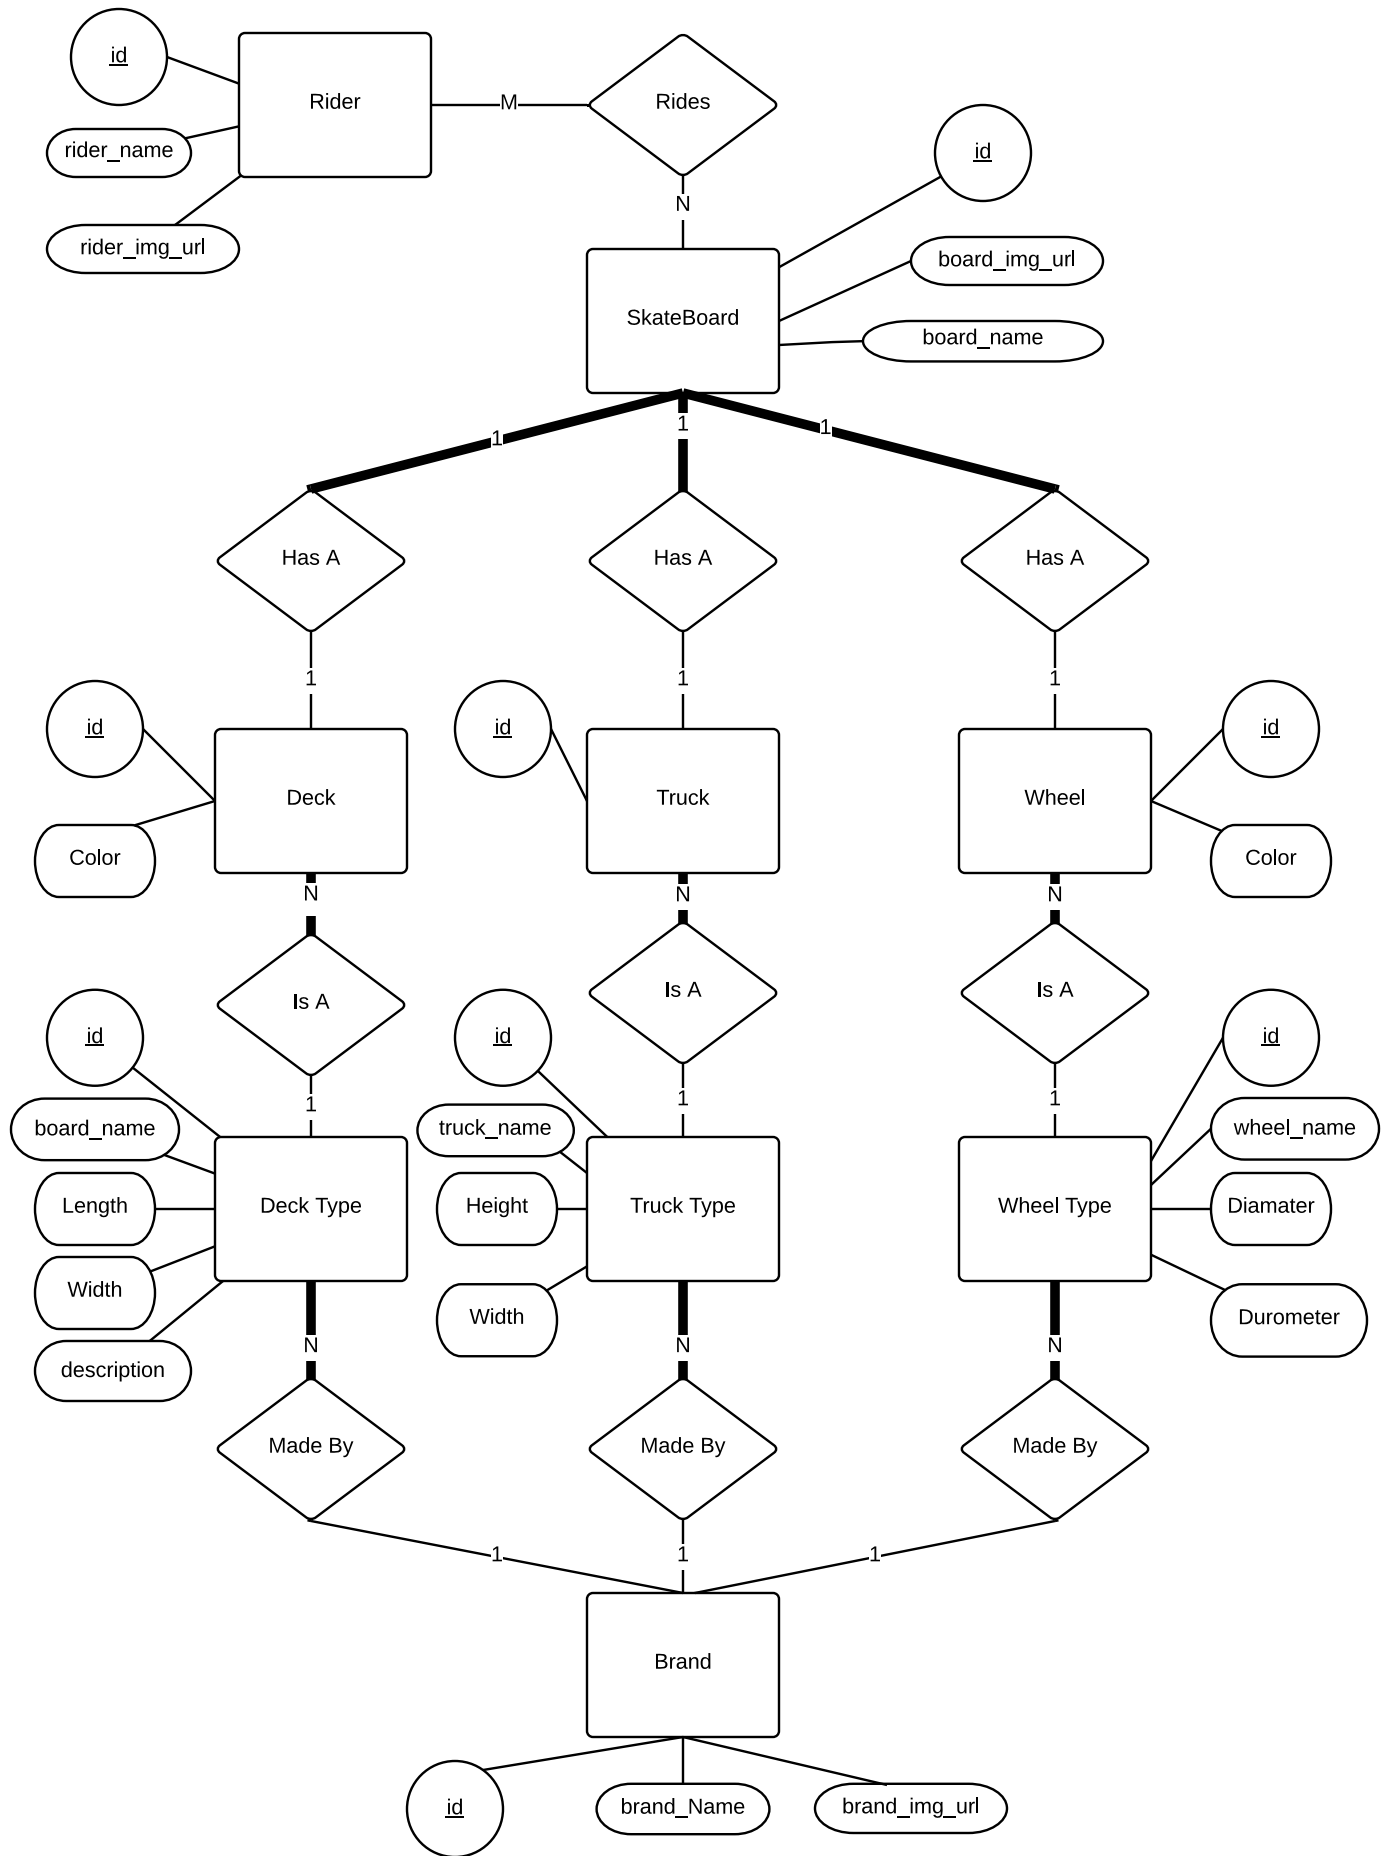 id
Rider
M
Rides
rider_name
rider_img_url
N
id
board_img_url
SkateBoard
board_name
1
1
1
Has A
Has A
Has A
1
1
1
id
id
id
Deck
Truck
Wheel
Color
Color
N
N
N
Is A
Is A
Is A
id
id
id
1
1
1
board_name
truck_name
wheel_name
Length
Deck Type
Height
Truck Type
Wheel Type
Diamater
Width
Width
Durometer
description
N
N
N
Made By
Made By
Made By
1
1
1
Brand
id
brand_Name
brand_img_url